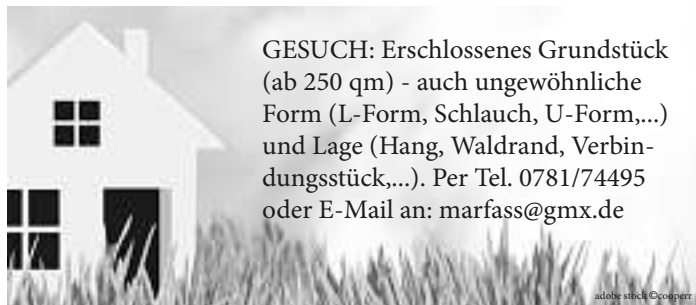 GESUCH: Erschlossenes Grundstück
(ab 250 qm) - auch ungewöhnliche
Form (L-Form, Schlauch, U-Form,...)
und Lage (Hang, Waldrand, Verbin-
dungsstück,...). Per Tel. 0781/74495
oder E-Mail an: marfass@gmx.de
adobe stock ©cooperr